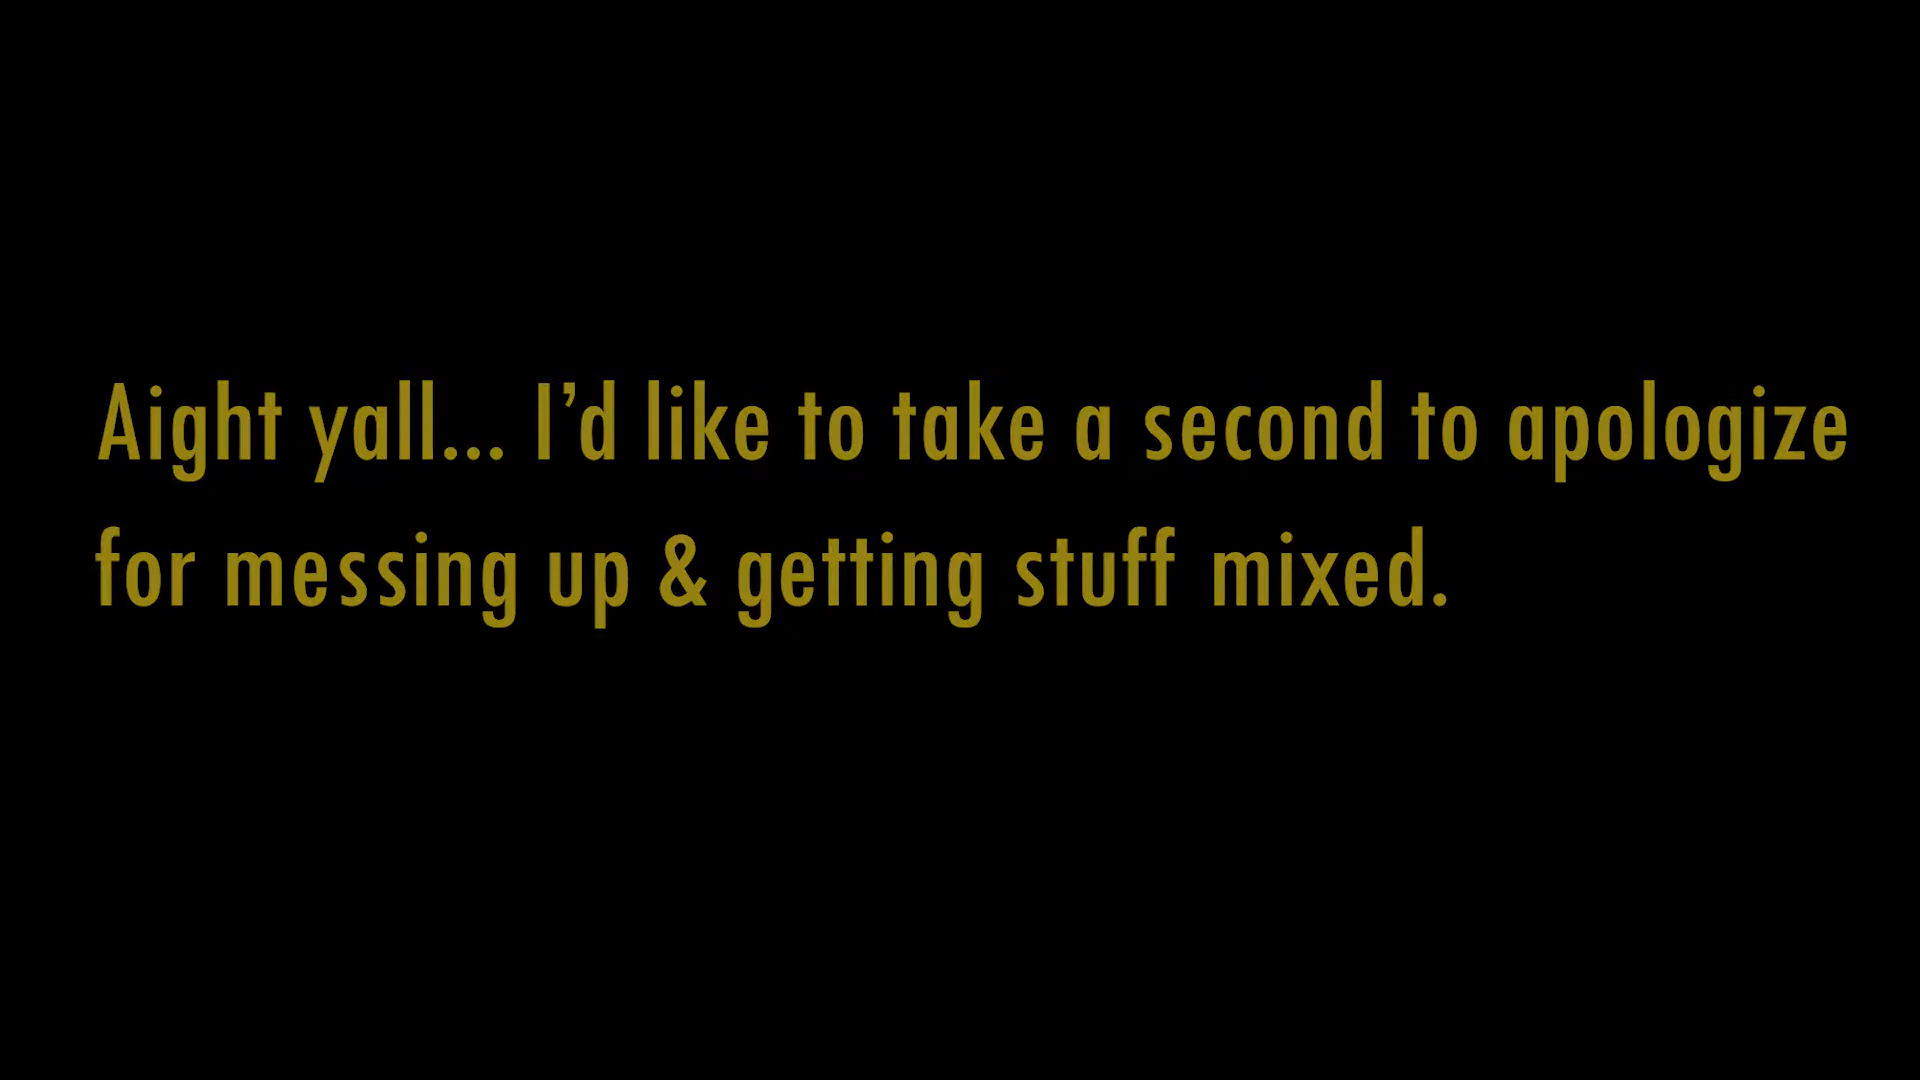 Aight yall... I’d like to take a second to apologize
for messing up & getting stuff mixed.